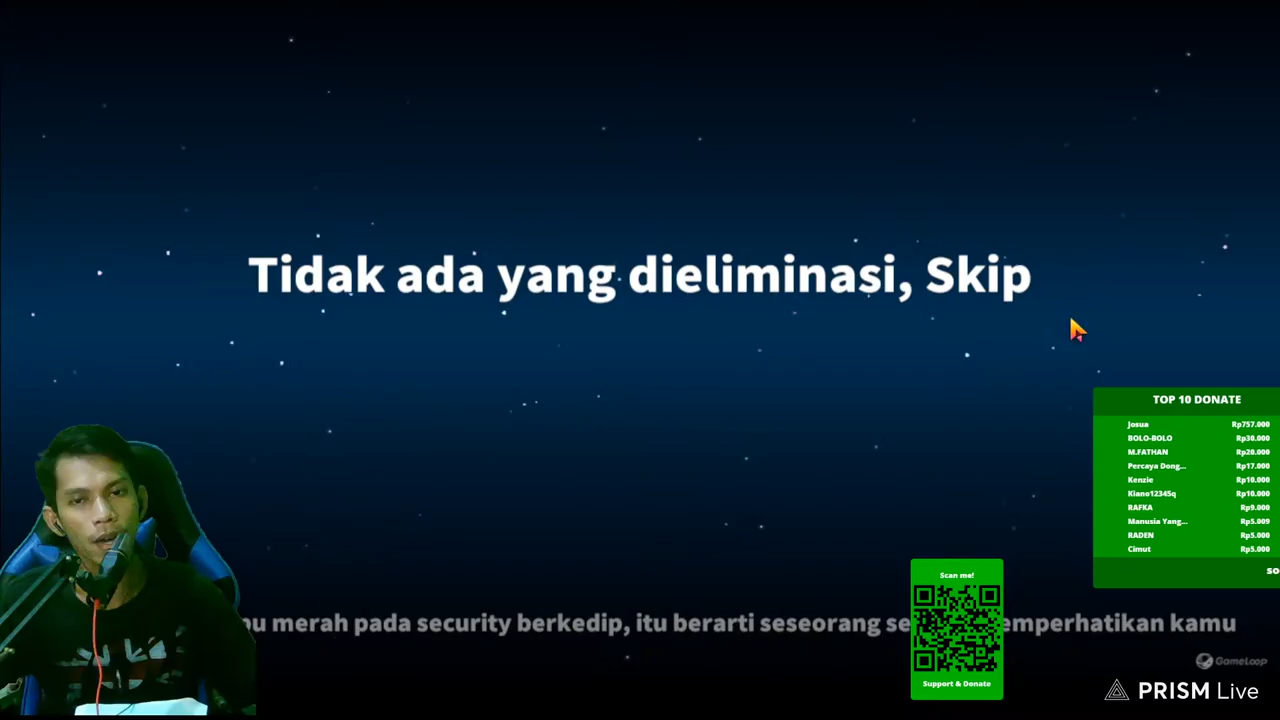 Tidak ada yang dieliminasi, Skip
TOP 10 DONATE
Josua Rp757.000
BOLO-BOLO Rp30.000
M.FATHAN Rp20.000
Percaya Dong... Rp17.000
Kenzie Rp10.000
Kiano12345q Rp10.000
RAFKA Rp9.000
Manusia Yang... Rp5.009
RADEN Rp5.000
Cimut Rp5.000
SO
Scan me!
merah pada security berkedip, itu berarti seseorang
kamu
Support & Donate
GameLoop
PRISM Live